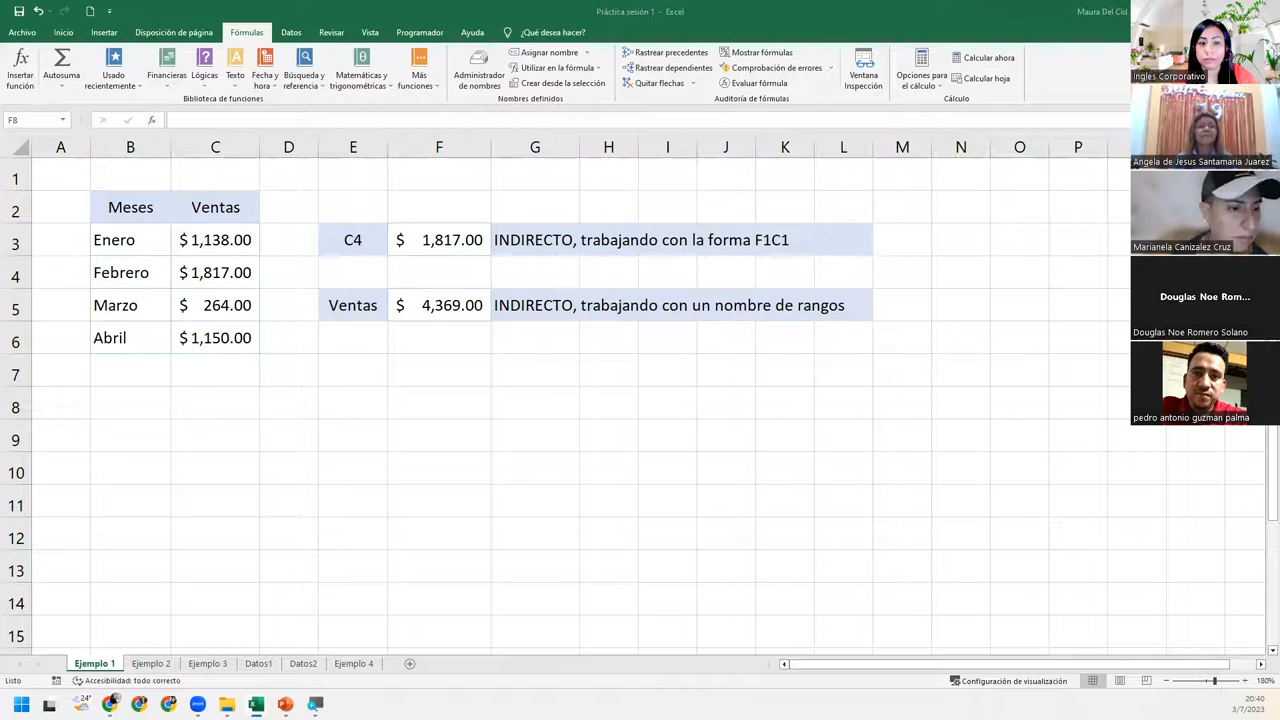 Práctica sesión 1 - Excel
Maura Del Cid
Archivo Inicio Insertar Disposición de página Fórmulas Datos Revisar Vista Programador Ayuda ¿Qué desea hacer?
Insertar función
Autosuma
Usado recientemente
Financieras
Lógicas
Texto
Fecha y hora
Búsqueda y referencia
Matemáticas y trigonométricas
Más funciones
Biblioteca de funciones
Administrador de nombres
Asignar nombre
Utilizar en la fórmula
Crear desde la selección
Nombres definidos
Rastrear precedentes
Rastrear dependientes
Quitar flechas
Mostrar fórmulas
Comprobación de errores
Evaluar fórmula
Auditoría de fórmulas
Ventana Inspección
Opciones para el cálculo
Calcular ahora
Calcular hoja
Cálculo
F8
fx
A B C D E F G H I J K L M N O P
1
2 Meses Ventas
3 Enero $ 1,138.00 C4 $ 1,817.00 INDIRECTO, trabajando con la forma F1C1
4 Febrero $ 1,817.00
5 Marzo $ 264.00 Ventas $ 4,369.00 INDIRECTO, trabajando con un nombre de rangos
6 Abril $ 1,150.00
7
8
9
10
11
12
13
14
15
Ejemplo 1 Ejemplo 2 Ejemplo 3 Datos1 Datos2 Ejemplo 4
Listo Accesibilidad: todo correcto Configuración de visualización 180%
24°
zoom
20:40
3/7/2023
Ingles Corporativo
Angela de Jesus Santamaria Juarez
Marianela Canizalez Cruz
Douglas Noe Rom...
Douglas Noe Romero Solano
pedro antonio guzman palma